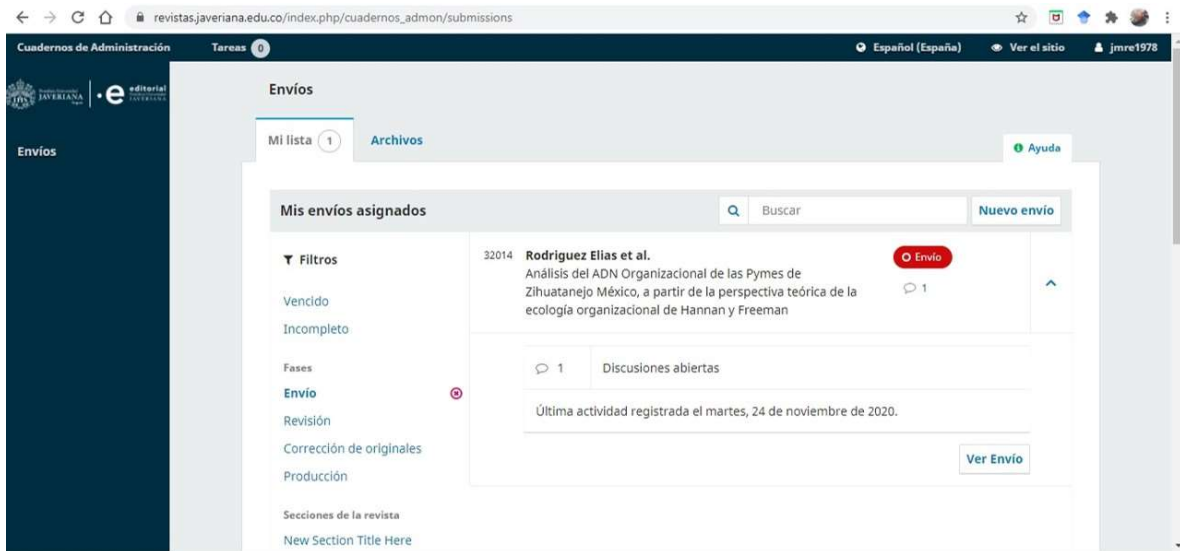 revistas.javeriana.edu.co/index.php/cuadernos_admon/submissions
Cuadernos de Administración Tareas 0 Español (España) Ver el sitio jmre1978
JAVERIANA e editorial
Envíos
Envíos
Mi lista 1 Archivos
Ayuda
Mis envíos asignados Buscar Nuevo envío
Filtros
Vencido
Incompleto
Fases
Envío
Revisión
Corrección de originales
Producción
Secciones de la revista
New Section Title Here
32014 Rodriguez Elias et al. Envío
Análisis del ADN Organizacional de las Pymes de
Zihuatanejo México, a partir de la perspectiva teórica de la 1
ecología organizacional de Hannan y Freeman
1 Discusiones abiertas
Última actividad registrada el martes, 24 de noviembre de 2020.
Ver Envío